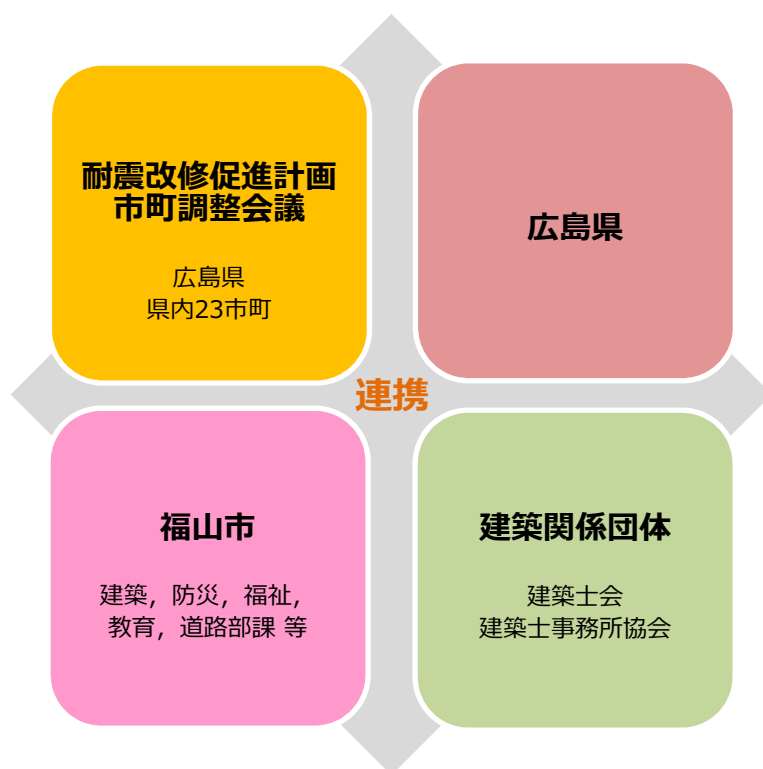 耐震改修促進計画
市町調整会議
広島県
県内23市町
広島県
連携
福山市
建築，防災，福祉，
教育，道路部課 等
建築関係団体
建築士会
建築士事務所協会